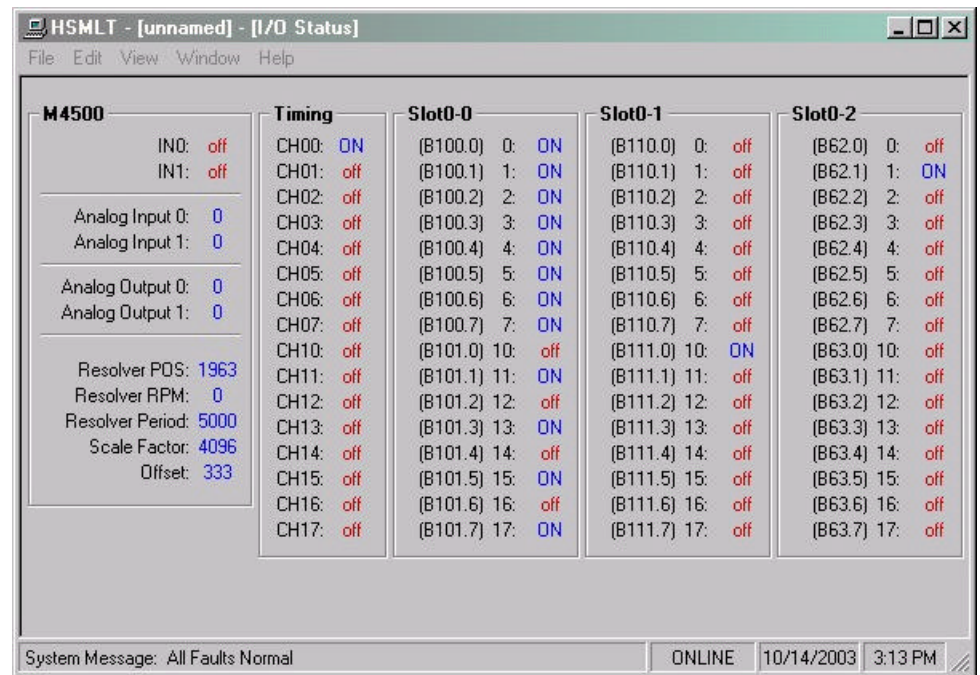 HSMLT - [unnamed] - [I/O Status]
File Edit View Window Help
M4500
IN0: off
IN1: off
Analog Input 0: 0
Analog Input 1: 0
Analog Output 0: 0
Analog Output 1: 0
Resolver POS: 1963
Resolver RPM: 0
Resolver Period: 5000
Scale Factor: 4096
Offset: 333
Timing
CH00: ON
CH01: off
CH02: off
CH03: off
CH04: off
CH05: off
CH06: off
CH07: off
CH10: off
CH11: off
CH12: off
CH13: off
CH14: off
CH15: off
CH16: off
CH17: off
Slot0-0
(B100.0) 0: ON
(B100.1) 1: ON
(B100.2) 2: ON
(B100.3) 3: ON
(B100.4) 4: ON
(B100.5) 5: ON
(B100.6) 6: ON
(B100.7) 7: ON
(B101.0) 10: off
(B101.1) 11: ON
(B101.2) 12: off
(B101.3) 13: ON
(B101.4) 14: off
(B101.5) 15: ON
(B101.6) 16: off
(B101.7) 17: ON
Slot0-1
(B110.0) 0: off
(B110.1) 1: off
(B110.2) 2: off
(B110.3) 3: off
(B110.4) 4: off
(B110.5) 5: off
(B110.6) 6: off
(B110.7) 7: off
(B111.0) 10: ON
(B111.1) 11: off
(B111.2) 12: off
(B111.3) 13: off
(B111.4) 14: off
(B111.5) 15: off
(B111.6) 16: off
(B111.7) 17: off
Slot0-2
(B62.0) 0: off
(B62.1) 1: ON
(B62.2) 2: off
(B62.3) 3: off
(B62.4) 4: off
(B62.5) 5: off
(B62.6) 6: off
(B62.7) 7: off
(B63.0) 10: off
(B63.1) 11: off
(B63.2) 12: off
(B63.3) 13: off
(B63.4) 14: off
(B63.5) 15: off
(B63.6) 16: off
(B63.7) 17: off
System Message: All Faults Normal
ONLINE
10/14/2003
3:13 PM